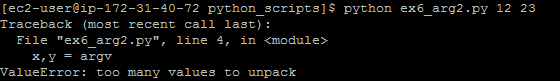 [ec2-user@ip-172-31-40-72 python_scripts]$ python ex6_arg2.py 12 23
Traceback (most recent call last):
  File "ex6_arg2.py", line 4, in <module>
    x,y = argv
ValueError: too many values to unpack